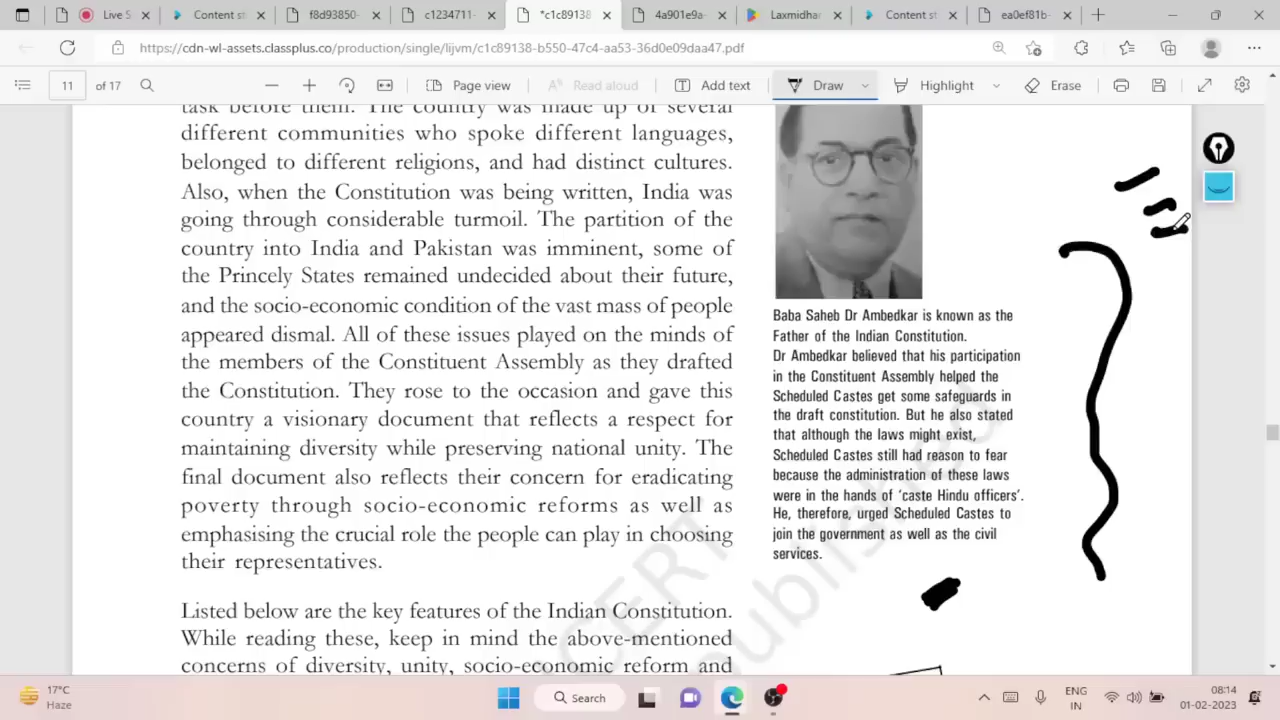 Live S
Content st
f8d93850-
c1234711-
*c1c89138
4a901e9a-
Laxmidhar
Content st
ea0ef81b-
https://cdn-wl-assets.classplus.co/production/single/lijvm/c1c89138-b550-47c4-aa53-36d0e09daa47.pdf
11 of 17
Page view
Read aloud
Add text
Draw
Highlight
Erase
task before them. The country was made up of several
different communities who spoke different languages,
belonged to different religions, and had distinct cultures.
Also, when the Constitution was being written, India was
going through considerable turmoil. The partition of the
country into India and Pakistan was imminent, some of
the Princely States remained undecided about their future,
and the socio-economic condition of the vast mass of people
appeared dismal. All of these issues played on the minds of
the members of the Constituent Assembly as they drafted
the Constitution. They rose to the occasion and gave this
country a visionary document that reflects a respect for
maintaining diversity while preserving national unity. The
final document also reflects their concern for eradicating
poverty through socio-economic reforms as well as
emphasising the crucial role the people can play in choosing
their representatives.
Listed below are the key features of the Indian Constitution.
While reading these, keep in mind the above-mentioned
concerns of diversity, unity, socio-economic reform and
Baba Saheb Dr Ambedkar is known as the
Father of the Indian Constitution.
Dr Ambedkar believed that his participation
in the Constituent Assembly helped the
Scheduled Castes get some safeguards in
the draft constitution. But he also stated
that although the laws might exist,
Scheduled Castes still had reason to fear
because the administration of these laws
were in the hands of 'caste Hindu officers'.
He, therefore, urged Scheduled Castes to
join the government as well as the civil
services.
17°C
Haze
Search
ENG
IN
08:14
01-02-2023